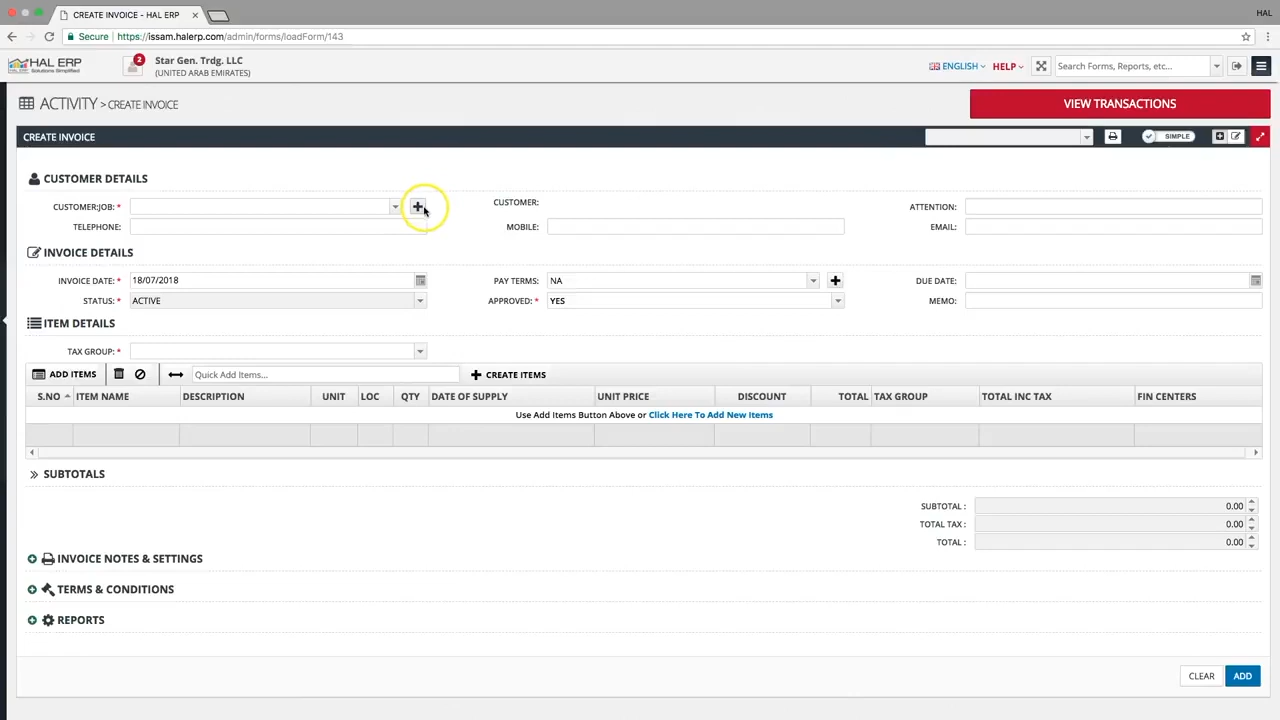 CREATE INVOICE - HAL ERP
HAL
Secure https://issam.halerp.com/admin/forms/loadForm/143
HAL ERP
Solutions Simplified
2
Star Gen. Trdg. LLC
(UNITED ARAB EMIRATES)
ENGLISH
HELP
Search Forms, Reports, etc...
ACTIVITY > CREATE INVOICE
VIEW TRANSACTIONS
CREATE INVOICE
SIMPLE
CUSTOMER DETAILS
CUSTOMER:JOB: *
CUSTOMER:
ATTENTION:
TELEPHONE:
MOBILE:
EMAIL:
INVOICE DETAILS
INVOICE DATE: * 18/07/2018
PAY TERMS: NA
DUE DATE:
STATUS: * ACTIVE
APPROVED: * YES
MEMO:
ITEM DETAILS
TAX GROUP: *
ADD ITEMS
Quick Add Items...
CREATE ITEMS
S.NO ITEM NAME DESCRIPTION UNIT LOC QTY DATE OF SUPPLY UNIT PRICE DISCOUNT TOTAL TAX GROUP TOTAL INC TAX FIN CENTERS
Use Add Items Button Above or Click Here To Add New Items
SUBTOTALS
SUBTOTAL : 0.00
TOTAL TAX : 0.00
TOTAL : 0.00
INVOICE NOTES & SETTINGS
TERMS & CONDITIONS
REPORTS
CLEAR
ADD